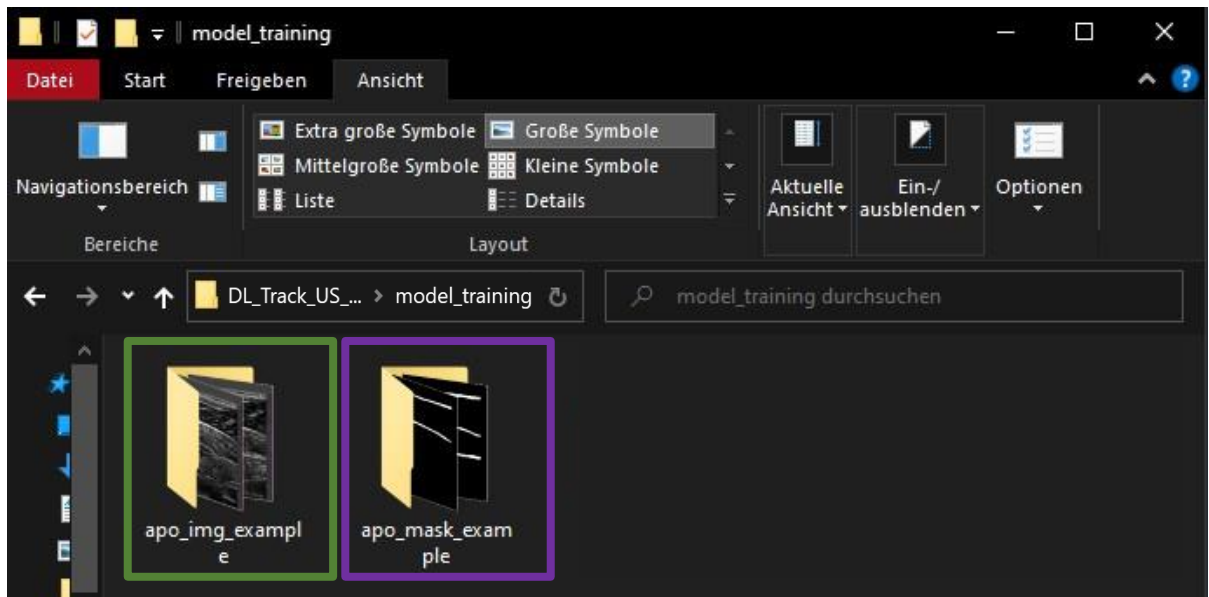 model_training
Datei Start Freigeben Ansicht
Extra große Symbole Große Symbole
Mittelgroße Symbole Kleine Symbole
Liste Details
Navigationsbereich
Aktuelle
Ansicht
Ein-/
ausblenden
Optionen
Bereiche Layout
DL_Track_US_... > model_training model_training durchsuchen
apo_img_exampl
e
apo_mask_exam
ple